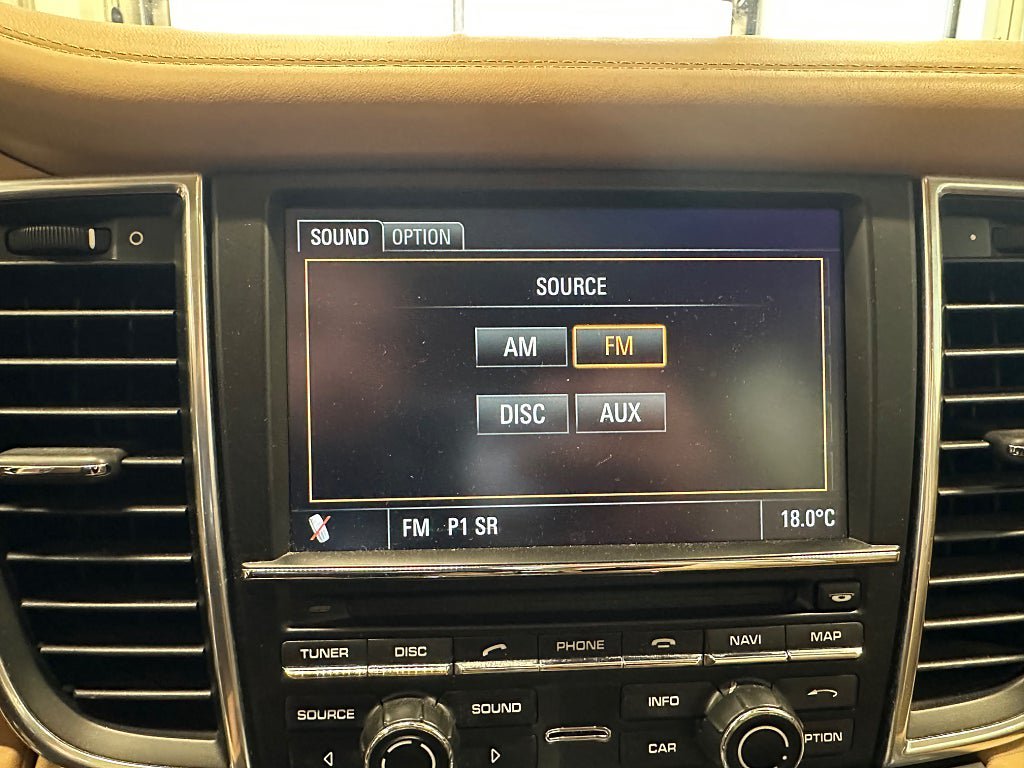 SOUND OPTION
SOURCE
AM FM
DISC AUX
FM P1 SR 18.0°C
TUNER DISC PHONE NAVI MAP
SOURCE SOUND INFO
CAR PTION